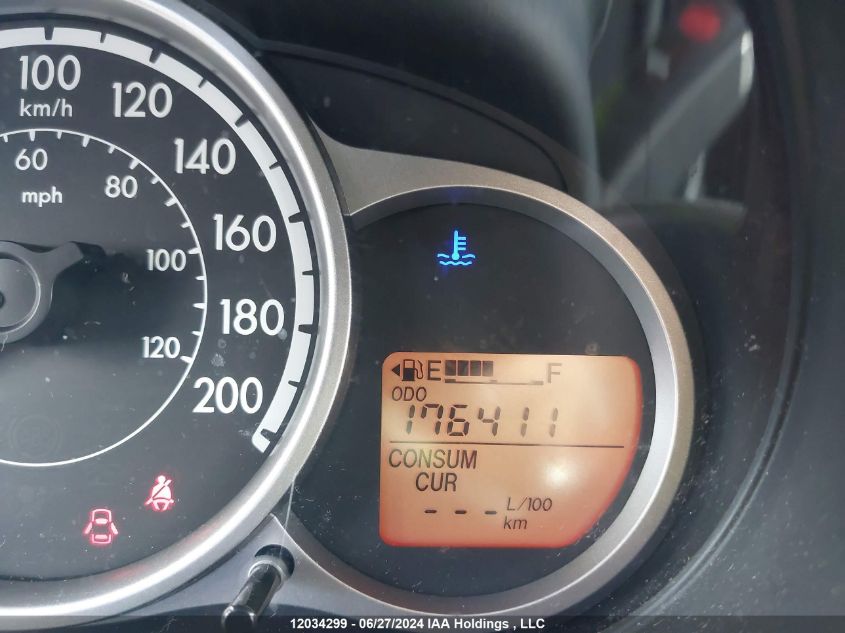 100
km/h
120
140
160
180
200
60
mph
80
100
120
E F
ODO
176411
CONSUM
CUR
--- L/100
km
12034299 - 06/27/2024 IAA Holdings , LLC